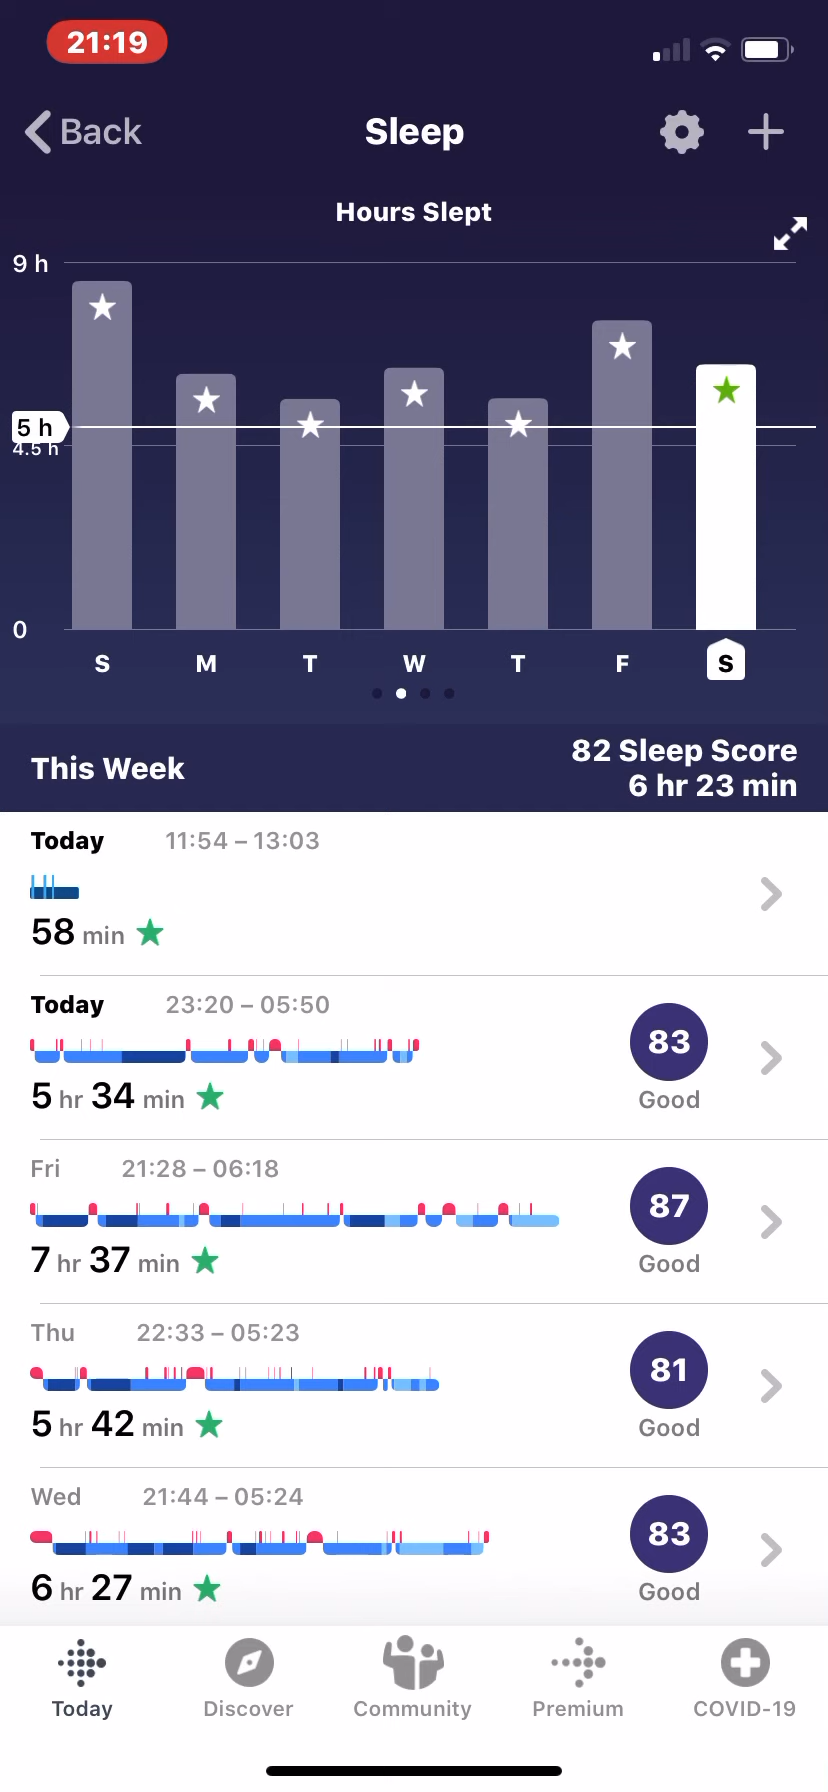 21:19
Back
Sleep
Hours Slept
9 h
5 h
4.5 h
0
S M T W T F S
This Week
82 Sleep Score
6 hr 23 min
Today 11:54 – 13:03
58 min
Today 23:20 – 05:50
5 hr 34 min
83
Good
Fri 21:28 – 06:18
7 hr 37 min
87
Good
Thu 22:33 – 05:23
5 hr 42 min
81
Good
Wed 21:44 – 05:24
6 hr 27 min
83
Good
Today Discover Community Premium COVID-19